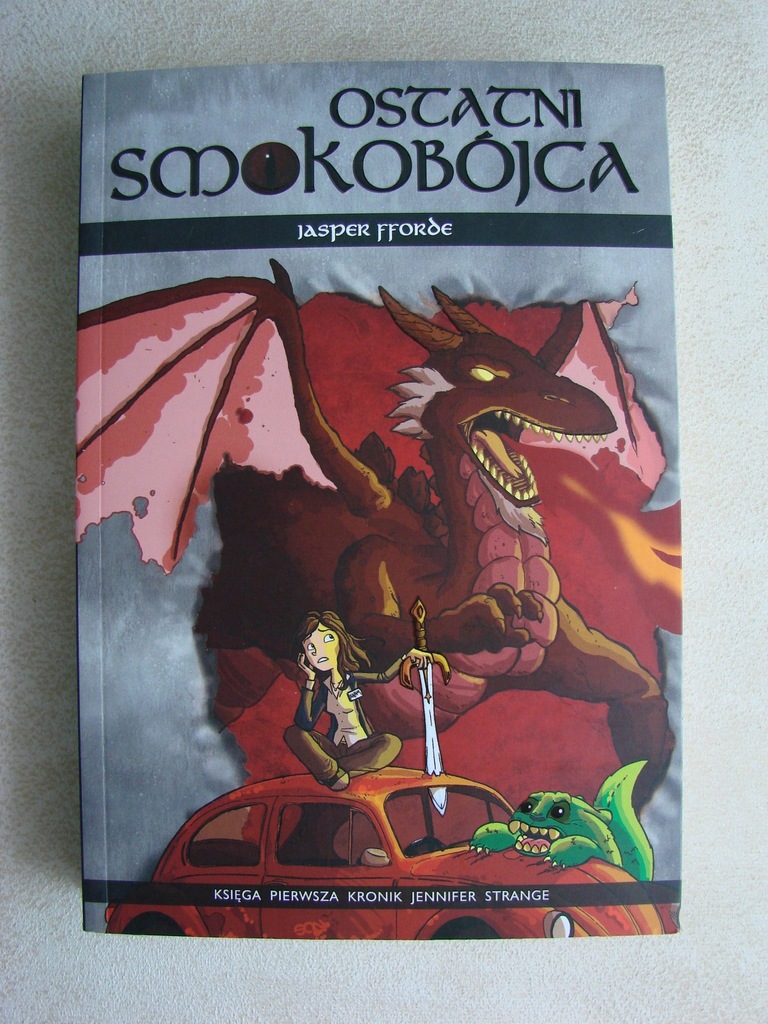 OSTATNI
SMOKOBÓJCA
JASPER FFORDE
KSIĘGA PIERWSZA KRONIK JENNIFER STRANGE